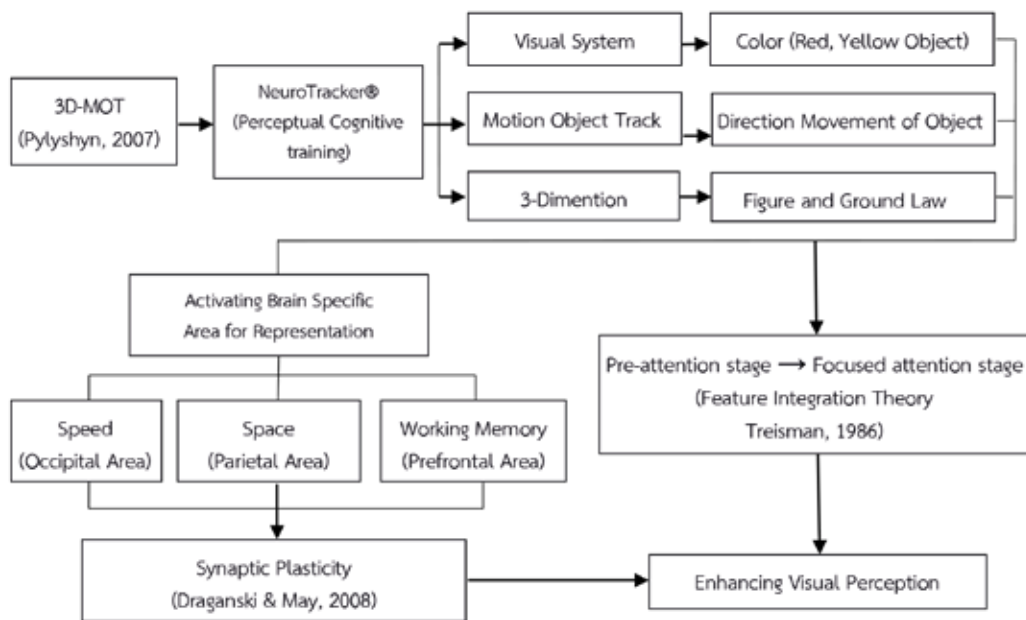 Visual System
Color (Red, Yellow Object)
3D-MOT
(Pylyshyn, 2007)
NeuroTracker®
(Perceptual Cognitive
training)
Motion Object Track
Direction Movement of Object
3-Dimention
Figure and Ground Law
Activating Brain Specific
Area for Representation
Pre-attention stage → Focused attention stage
(Feature Integration Theory
Treisman, 1986)
Speed
(Occipital Area)
Space
(Parietal Area)
Working Memory
(Prefrontal Area)
Synaptic Plasticity
(Draganski & May, 2008)
Enhancing Visual Perception